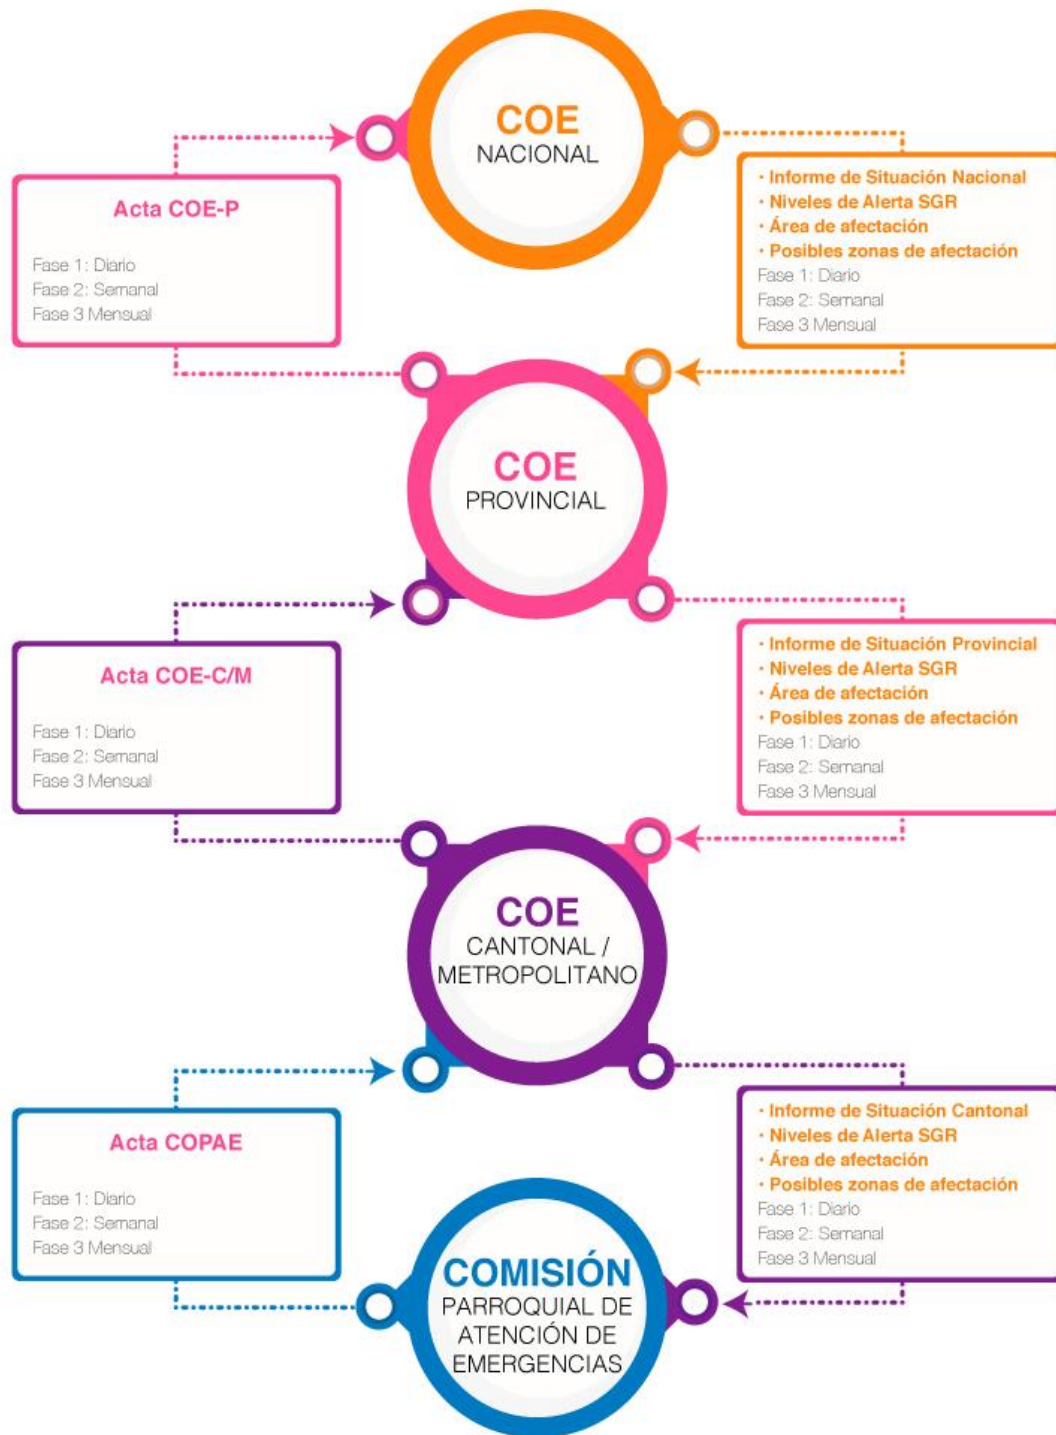 COE
NACIONAL
Acta COE-P
Fase 1: Diario
Fase 2: Semanal
Fase 3 Mensual
• Informe de Situación Nacional
• Niveles de Alerta SGR
• Área de afectación
• Posibles zonas de afectación
Fase 1: Diario
Fase 2: Semanal
Fase 3 Mensual
COE
PROVINCIAL
Acta COE-C/M
Fase 1: Diario
Fase 2: Semanal
Fase 3 Mensual
• Informe de Situación Provincial
• Niveles de Alerta SGR
• Área de afectación
• Posibles zonas de afectación
Fase 1: Diario
Fase 2: Semanal
Fase 3 Mensual
COE
CANTONAL /
METROPOLITANO
Acta COPAE
Fase 1: Diario
Fase 2: Semanal
Fase 3 Mensual
• Informe de Situación Cantonal
• Niveles de Alerta SGR
• Área de afectación
• Posibles zonas de afectación
Fase 1: Diario
Fase 2: Semanal
Fase 3 Mensual
COMISIÓN
PARROQUIAL DE
ATENCIÓN DE
EMERGENCIAS